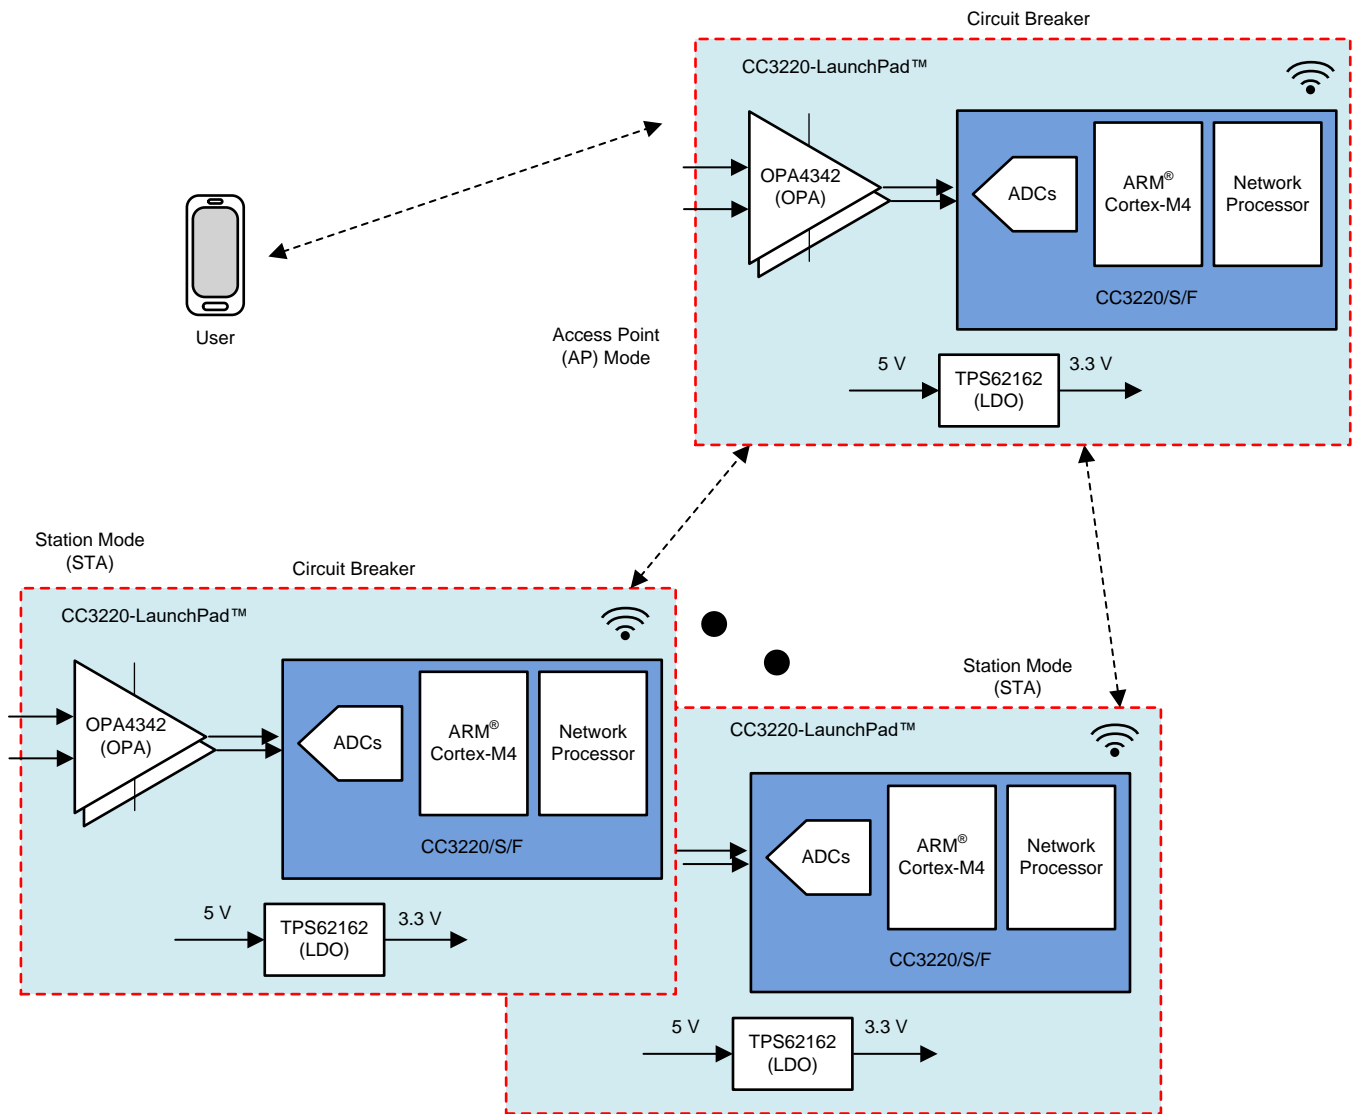 Circuit Breaker
CC3220-LaunchPad™
OPA4342
(OPA)
ADCs
ARM®
Cortex-M4
Network
Processor
CC3220/S/F
User
Access Point
(AP) Mode
5 V
TPS62162
(LDO)
3.3 V
Station Mode
(STA)
Circuit Breaker
CC3220-LaunchPad™
OPA4342
(OPA)
ADCs
ARM®
Cortex-M4
Network
Processor
CC3220/S/F
5 V
TPS62162
(LDO)
3.3 V
Station Mode
(STA)
CC3220-LaunchPad™
ADCs
ARM®
Cortex-M4
Network
Processor
CC3220/S/F
5 V
TPS62162
(LDO)
3.3 V